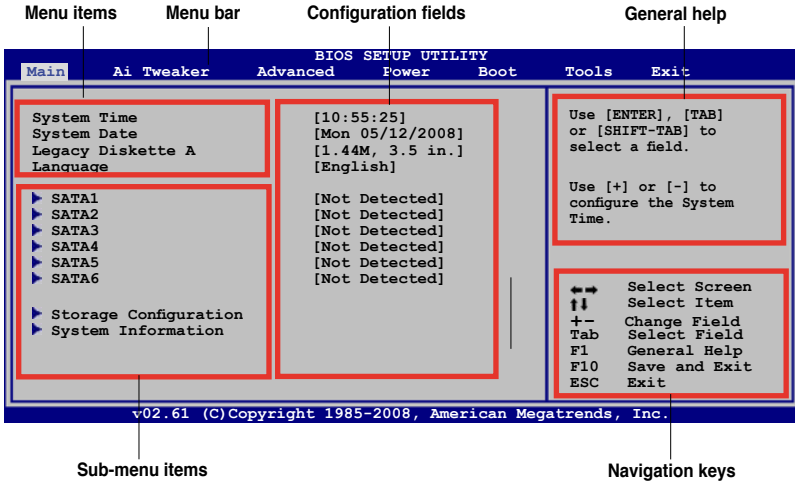 Menu items Menu bar Configuration fields General help
BIOS SETUP UTILITY
Main Ai Tweaker Advanced Power Boot Tools Exit
System Time [10:55:25]
System Date [Mon 05/12/2008]
Legacy Diskette A [1.44M, 3.5 in.]
Language [English]
SATA1 [Not Detected]
SATA2 [Not Detected]
SATA3 [Not Detected]
SATA4 [Not Detected]
SATA5 [Not Detected]
SATA6 [Not Detected]
Storage Configuration
System Information
Use [ENTER], [TAB]
or [SHIFT-TAB] to
select a field.
Use [+] or [-] to
configure the System
Time.
←→ Select Screen
↑↓ Select Item
+- Change Field
Tab Select Field
F1 General Help
F10 Save and Exit
ESC Exit
v02.61 (C)Copyright 1985-2008, American Megatrends, Inc.
Sub-menu items Navigation keys